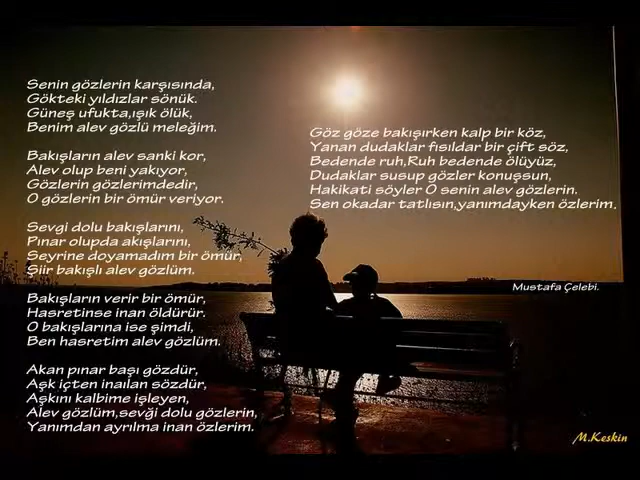 Senin gözlerin karşısında,
Gökteki yıldızlar sönük.
Güneş ufukta,ışık ölük,
Benim alev gözlü meleğim.
Bakışların alev sanki kor,
Alev olup beni yakıyor,
Gözlerin gözlerimdedir,
O gözlerin bir ömür veriyor.
Sevgi dolu bakışlarını,
Pınar olupda akışlarını,
Seyrine doyamadım bir ömür,
Şiir bakışlı alev gözlüm.
Bakışların verir bir ömür,
Hasretinse inan öldürür.
O bakışlarına ise şimdi,
Ben hasretim alev gözlüm.
Akan pınar başı gözdür,
Aşk içten inaılan sözdür,
Aşkını kalbime işleyen,
Alev gözlüm,sevği dolu gözlerin,
Yanımdan ayrılma inan özlerim.
Göz göze bakışırken kalp bir köz,
Yanan dudaklar fısıldar bir çift söz,
Bedende ruh,Ruh bedende ölüyüz,
Dudaklar susup gözler konuşsun,
Hakikati söyler O senin alev gözlerin.
Sen okadar tatlısın,yanımdayken özlerim.
Mustafa Çelebi.
M.Keskin